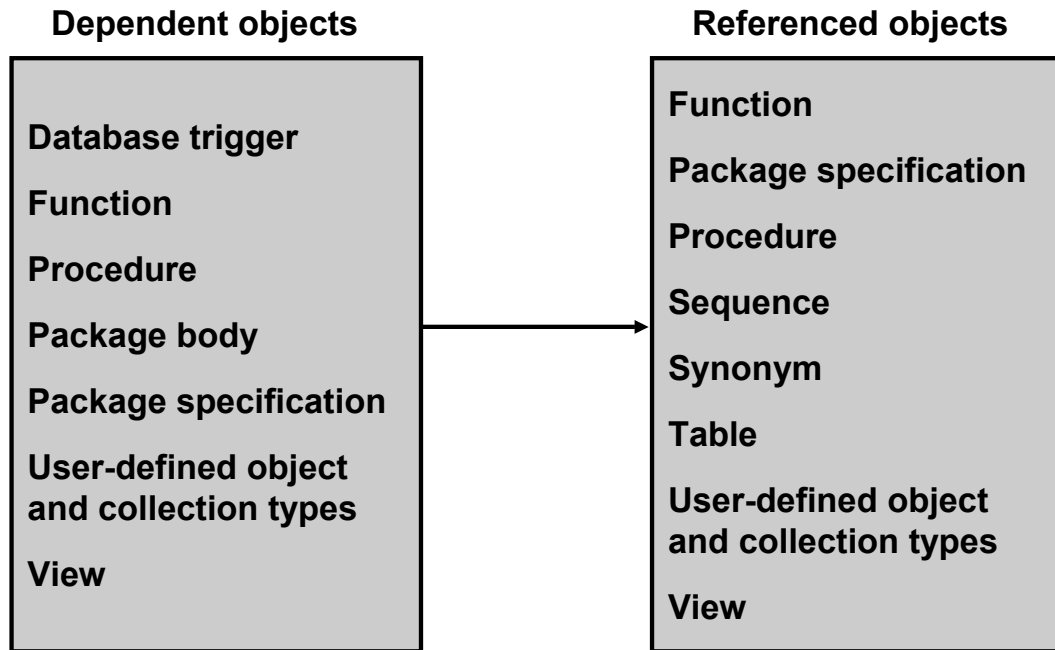 Dependent objects
Database trigger
Function
Procedure
Package body
Package specification
User-defined object
and collection types
View
Referenced objects
Function
Package specification
Procedure
Sequence
Synonym
Table
User-defined object
and collection types
View